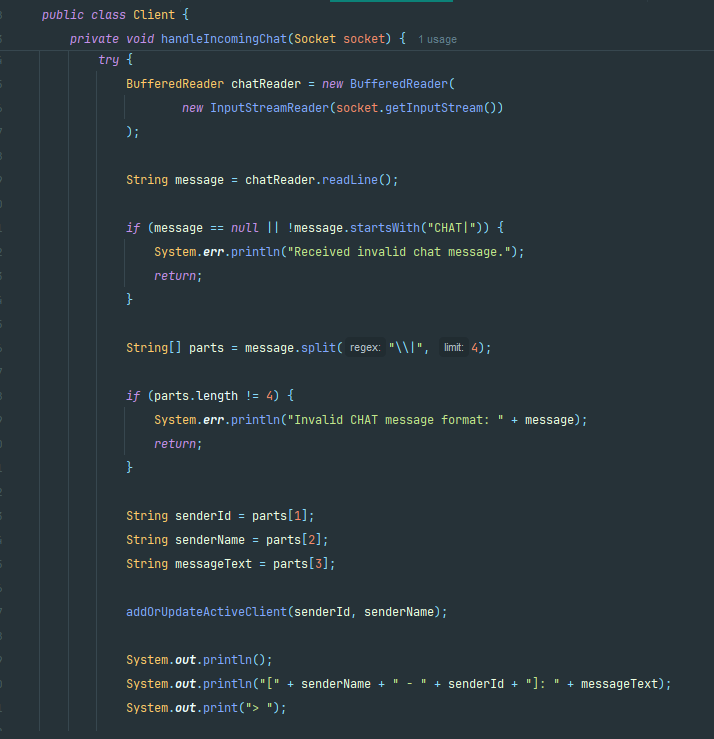 public class Client {
private void handleIncomingChat(Socket socket) { 1 usage
try {
BufferedReader chatReader = new BufferedReader(
new InputStreamReader(socket.getInputStream())
);
String message = chatReader.readLine();
if (message == null || !message.startsWith("CHAT|")) {
System.err.println("Received invalid chat message.");
return;
}
String[] parts = message.split( regex: "\\|", limit: 4);
if (parts.length != 4) {
System.err.println("Invalid CHAT message format: " + message);
return;
}
String senderId = parts[1];
String senderName = parts[2];
String messageText = parts[3];
addOrUpdateActiveClient(senderId, senderName);
System.out.println();
System.out.println("[" + senderName + " - " + senderId + "]: " + messageText);
System.out.print("> ");